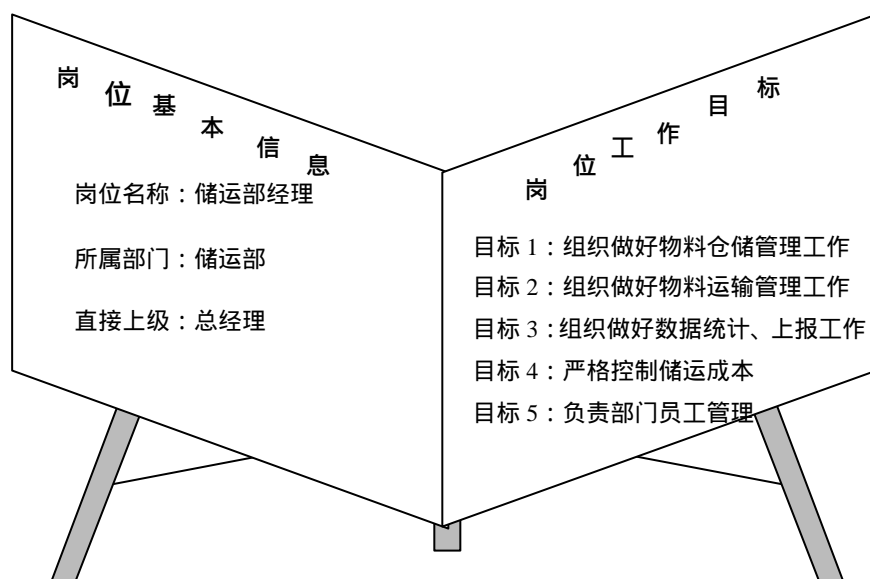 岗位基本信息
岗位名称：储运部经理
所属部门：储运部
直接上级：总经理
岗位工作目标
目标 1：组织做好物料仓储管理工作
目标 2：组织做好物料运输管理工作
目标 3：组织做好数据统计、上报工作
目标 4：严格控制储运成本
目标 5：负责部门员工管理